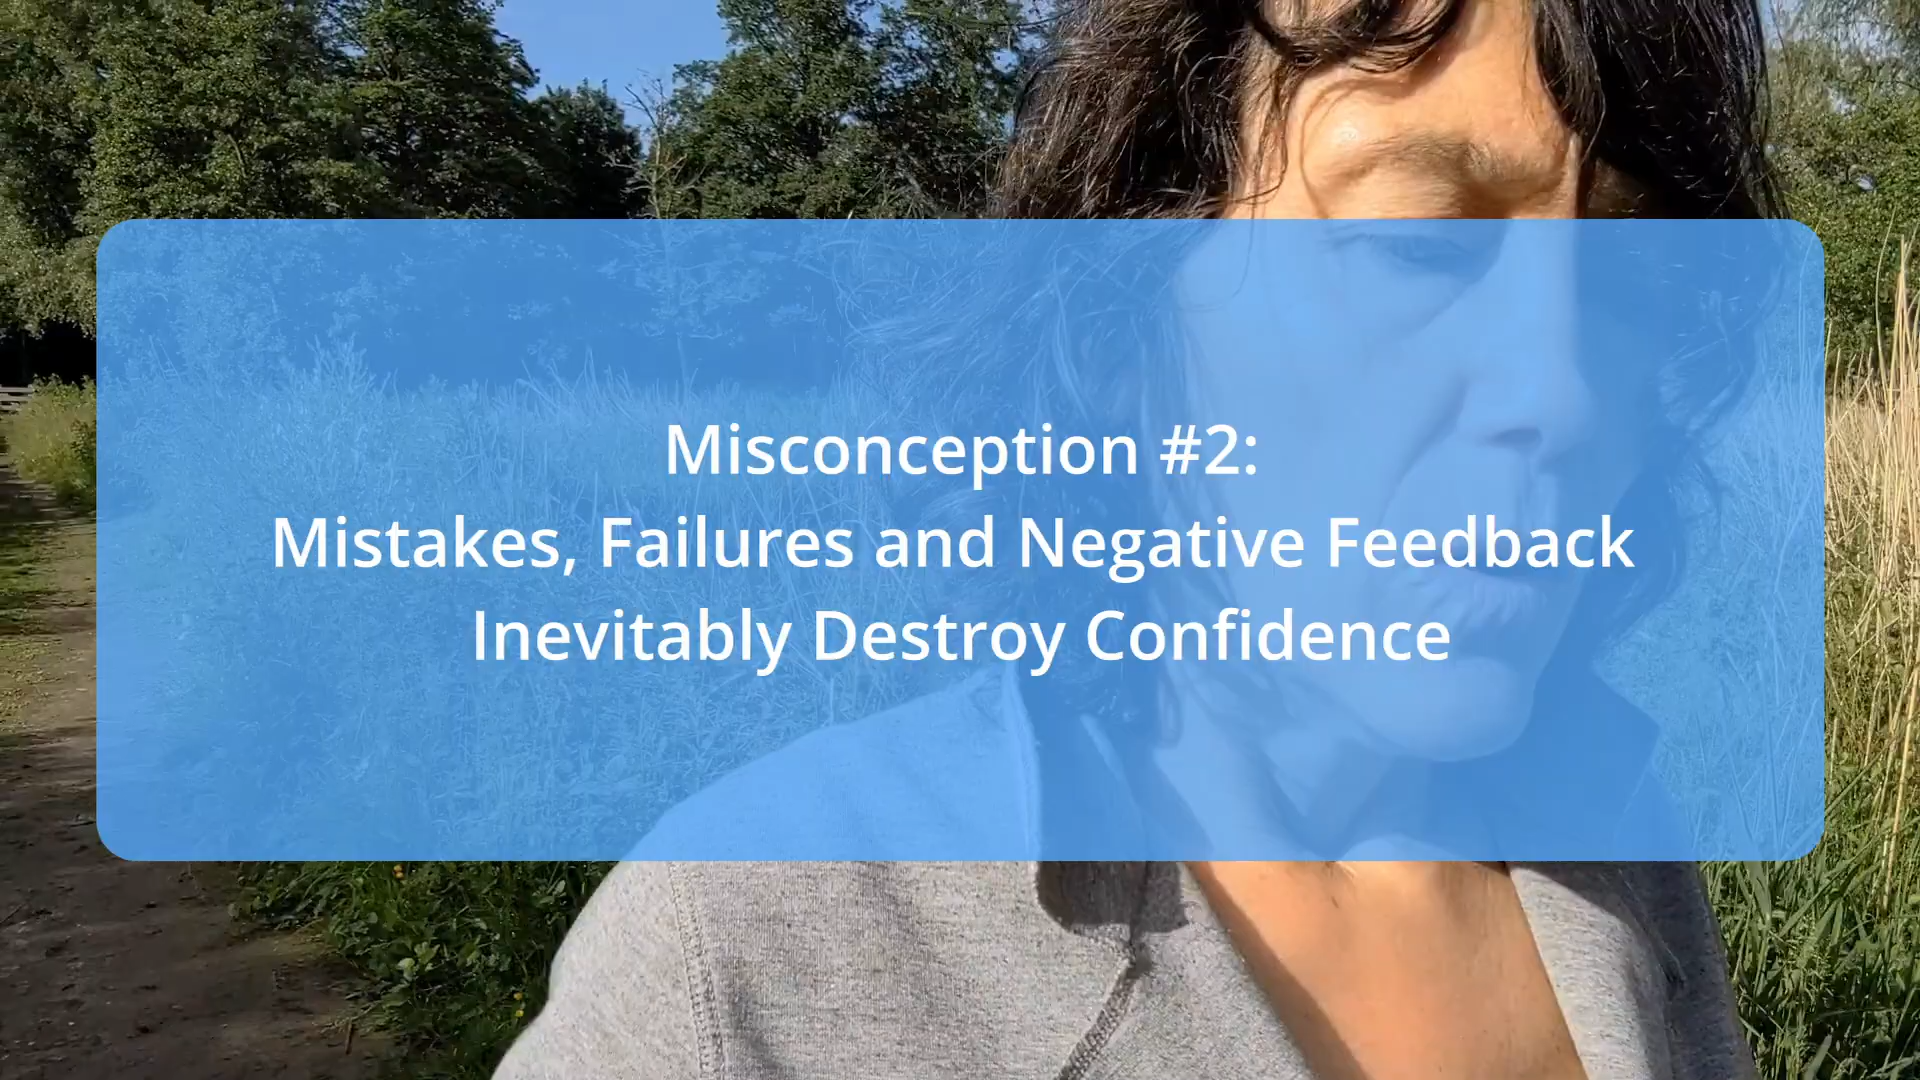 Misconception #2:
Mistakes, Failures and Negative Feedback
Inevitably Destroy Confidence